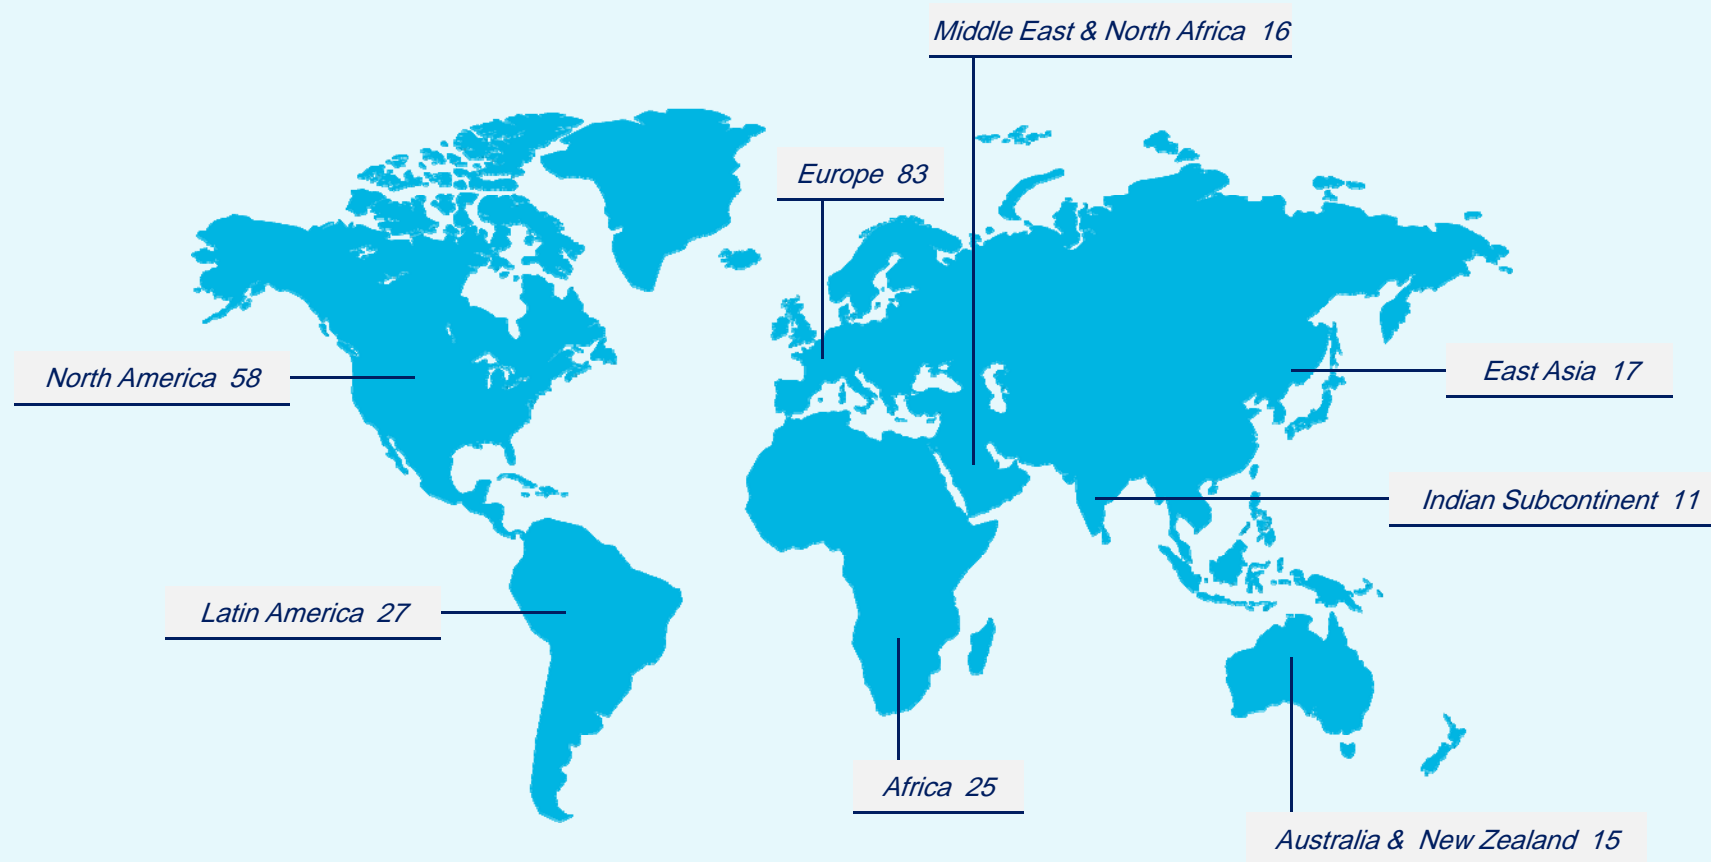 Middle East & North Africa 16
Europe 83
North America 58
East Asia 17
Indian Subcontinent 11
Latin America 27
Africa 25
Australia & New Zealand 15